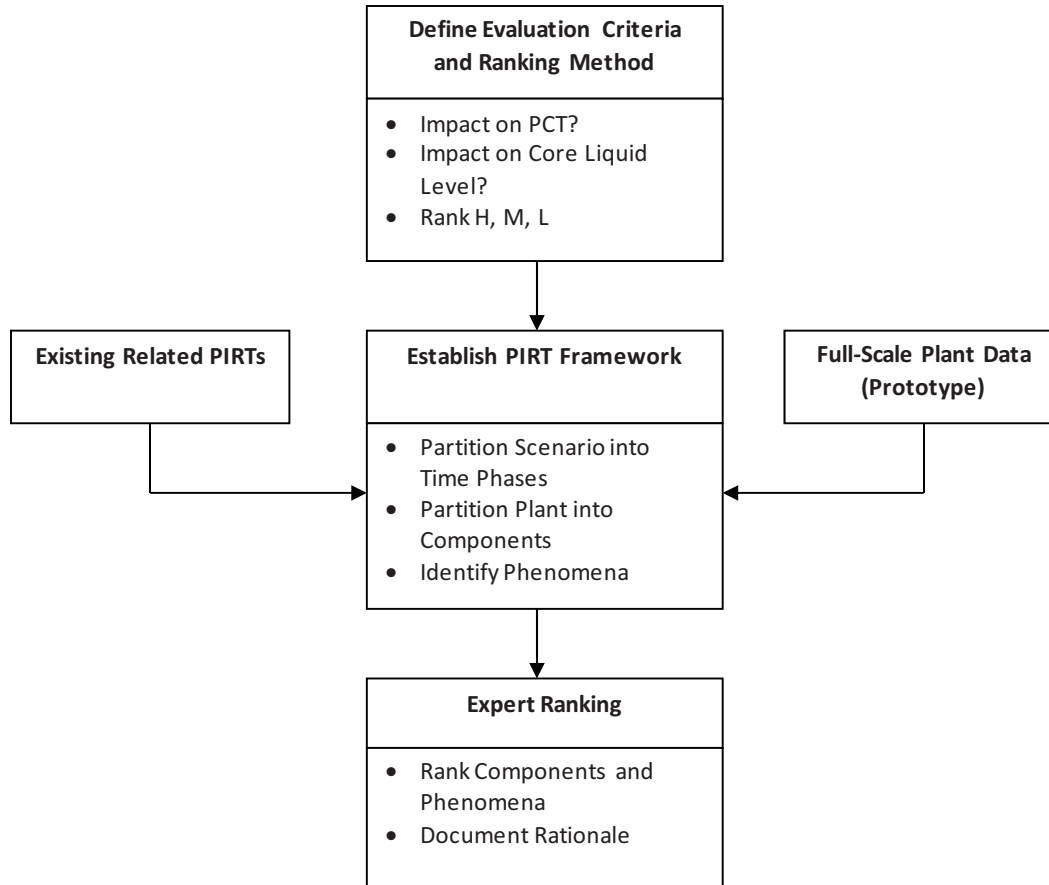 Define Evaluation Criteria
and Ranking Method
• Impact on PCT?
• Impact on Core Liquid
Level?
• Rank H, M, L
Existing Related PIRTs
Establish PIRT Framework
• Partition Scenario into
Time Phases
• Partition Plant into
Components
• Identify Phenomena
Full-Scale Plant Data
(Prototype)
Expert Ranking
• Rank Components and
Phenomena
• Document Rationale